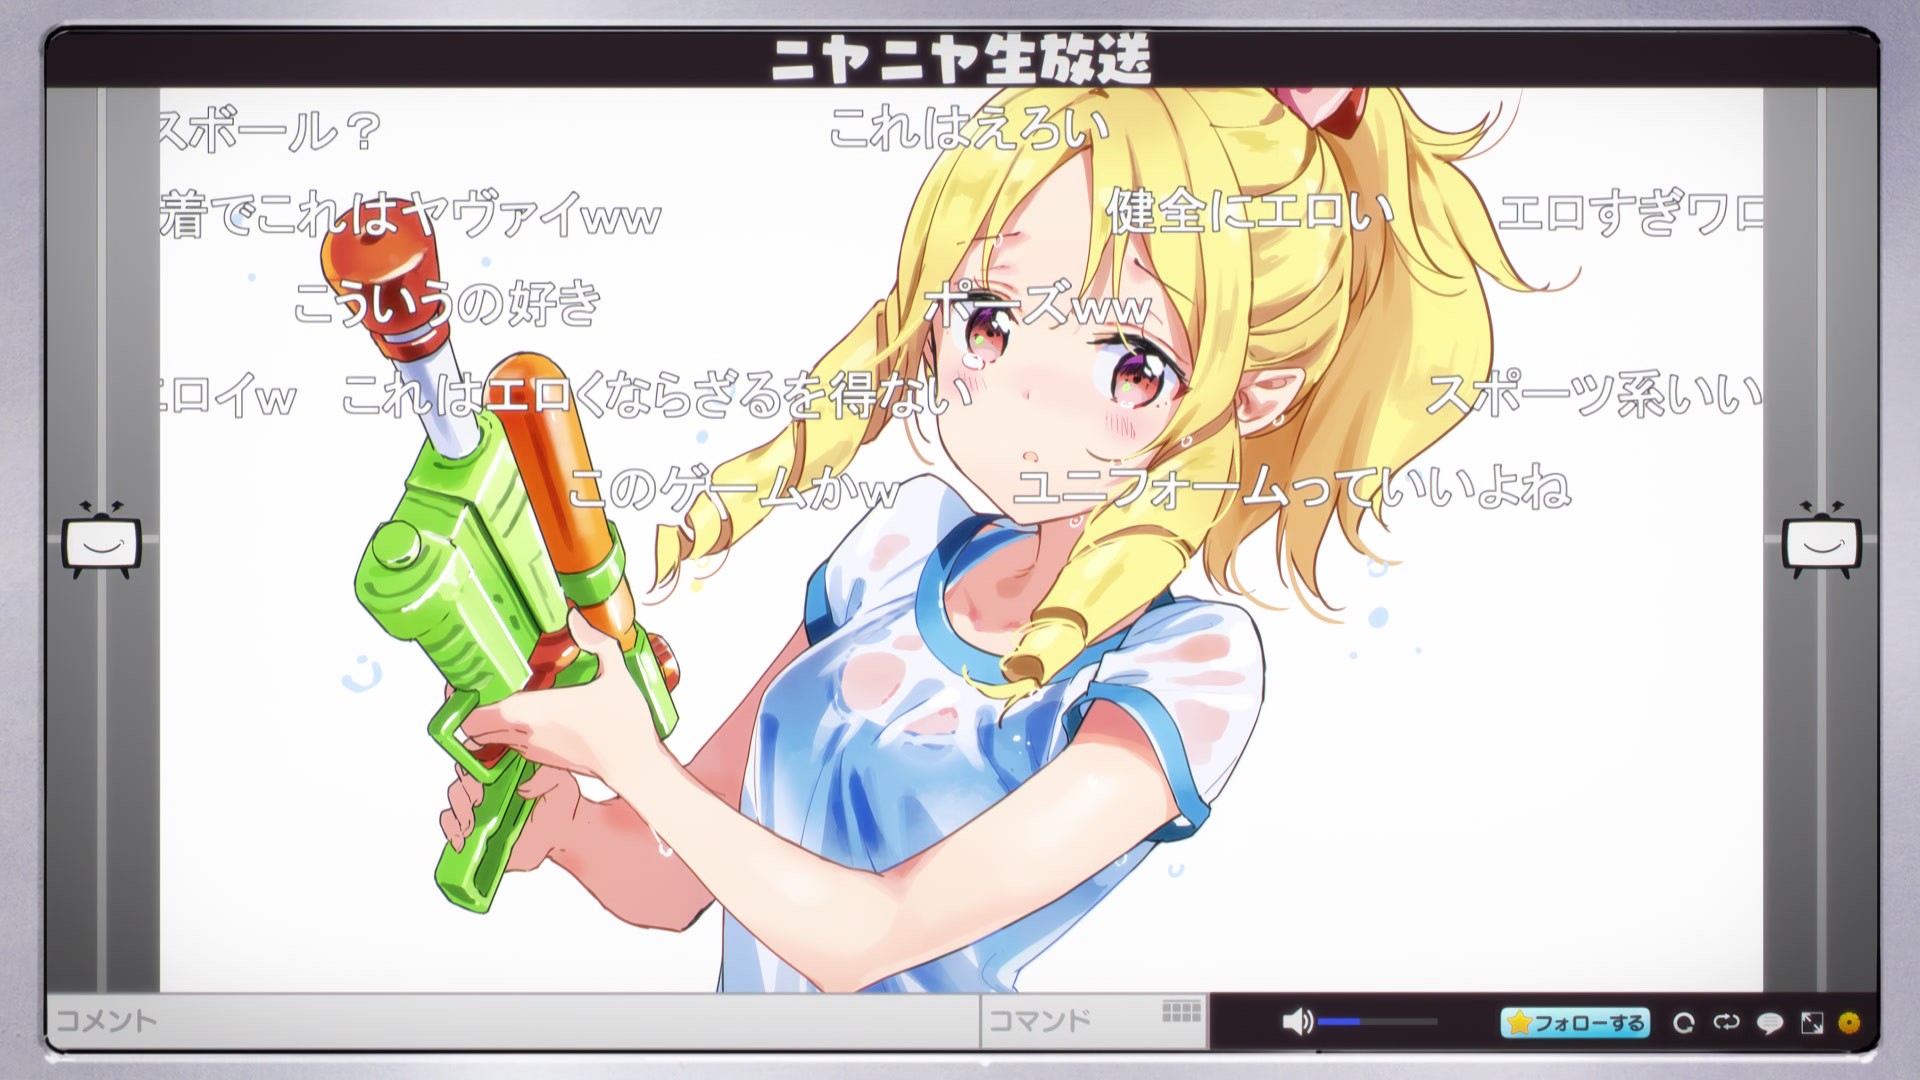 ニヤニヤ生放送
スボール？
これはえろい
着でこれはヤヴァイww
健全にエロい
エロすぎワロ
こういうの好き
ポーズww
エロイw
これはエロくならざるを得ない
スポーツ系いい
このゲームかw
ユニフォームっていいよね
コメント
コマンド
フォローする